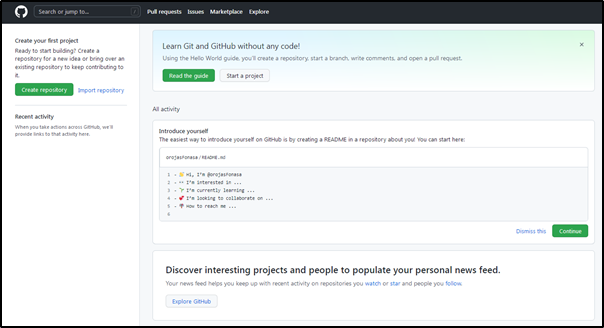 Search or jump to...
/
Pull requests Issues Marketplace Explore
Create your first project
Ready to start building? Create a
repository for a new idea or bring over an
existing repository to keep contributing to
it.
Create repository Import repository
Recent activity
When you take actions across GitHub, we'll
provide links to that activity here.
Learn Git and GitHub without any code!
Using the Hello World guide, you'll create a repository, start a branch, write comments, and open a pull request.
Read the guide Start a project
All activity
Introduce yourself
The easiest way to introduce yourself on GitHub is by creating a README in a repository about you! You can start here:
orojasfonasa/README.md
1 - 👋 Hi, I'm @orojasfonasa
2 - 👀 I'm interested in ...
3 - 🌱 I'm currently learning ...
4 - 💞️ I'm looking to collaborate on ...
5 - 📫 How to reach me ...
6
Dismiss this Continue
Discover interesting projects and people to populate your personal news feed.
Your news feed helps you keep up with recent activity on repositories you watch or star and people you follow.
Explore GitHub